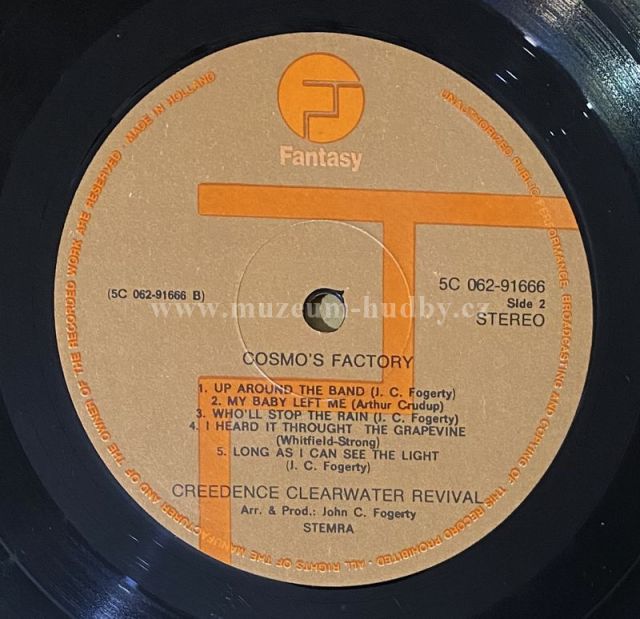 Fantasy
UNAUTHORIZED PUBLIC PERFORMANCE BROADCASTING AND COPYING OF THIS RECORD PROHIBITED - ALL RIGHTS OF THE MANUFACTURER AND OF THE OWNER OF THE RECORDED WORK ARE RESERVED - MADE IN HOLLAND
5C 062-91666
(5C 062-91666 B)
Side 2
www.muzeum-hudby.cz
STEREO
COSMO'S FACTORY
1. UP AROUND THE BAND (J. C. Fogerty)
2. MY BABY LEFT ME (Arthur Crudup)
3. WHO'LL STOP THE RAIN (J. C. Fogerty)
4. I HEARD IT THROUGHT THE GRAPEVINE
(Whitfield-Strong)
5. LONG AS I CAN SEE THE LIGHT
(J. C. Fogerty)
CREEDENCE CLEARWATER REVIVAL
Arr. & Prod.: John C. Fogerty
STEMRA